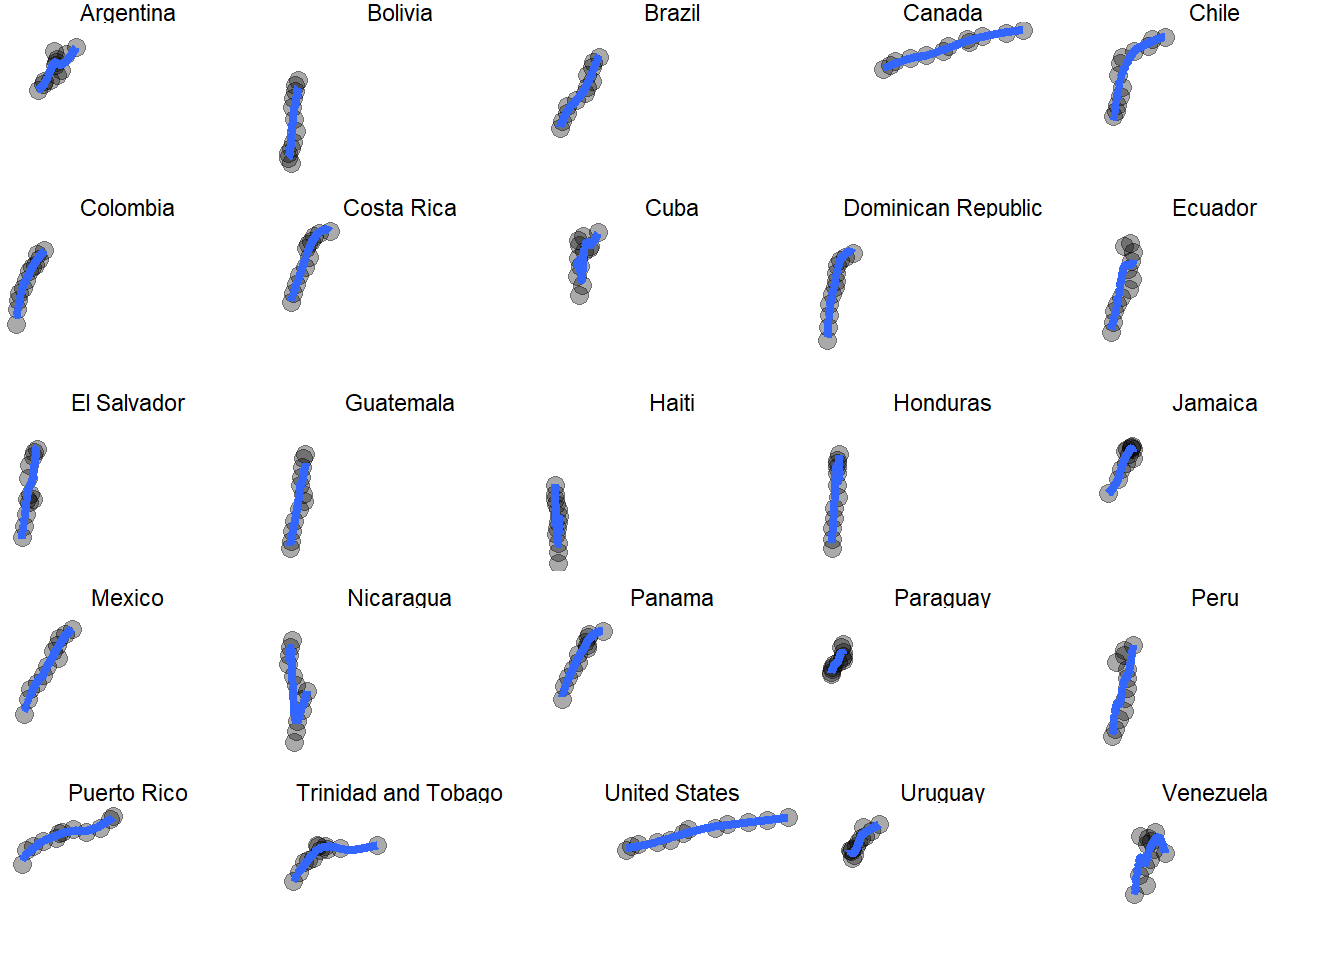 Argentina Bolivia Brazil Canada Chile
Colombia Costa Rica Cuba Dominican Republic Ecuador
El Salvador Guatemala Haiti Honduras Jamaica
Mexico Nicaragua Panama Paraguay Peru
Puerto Rico Trinidad and Tobago United States Uruguay Venezuela